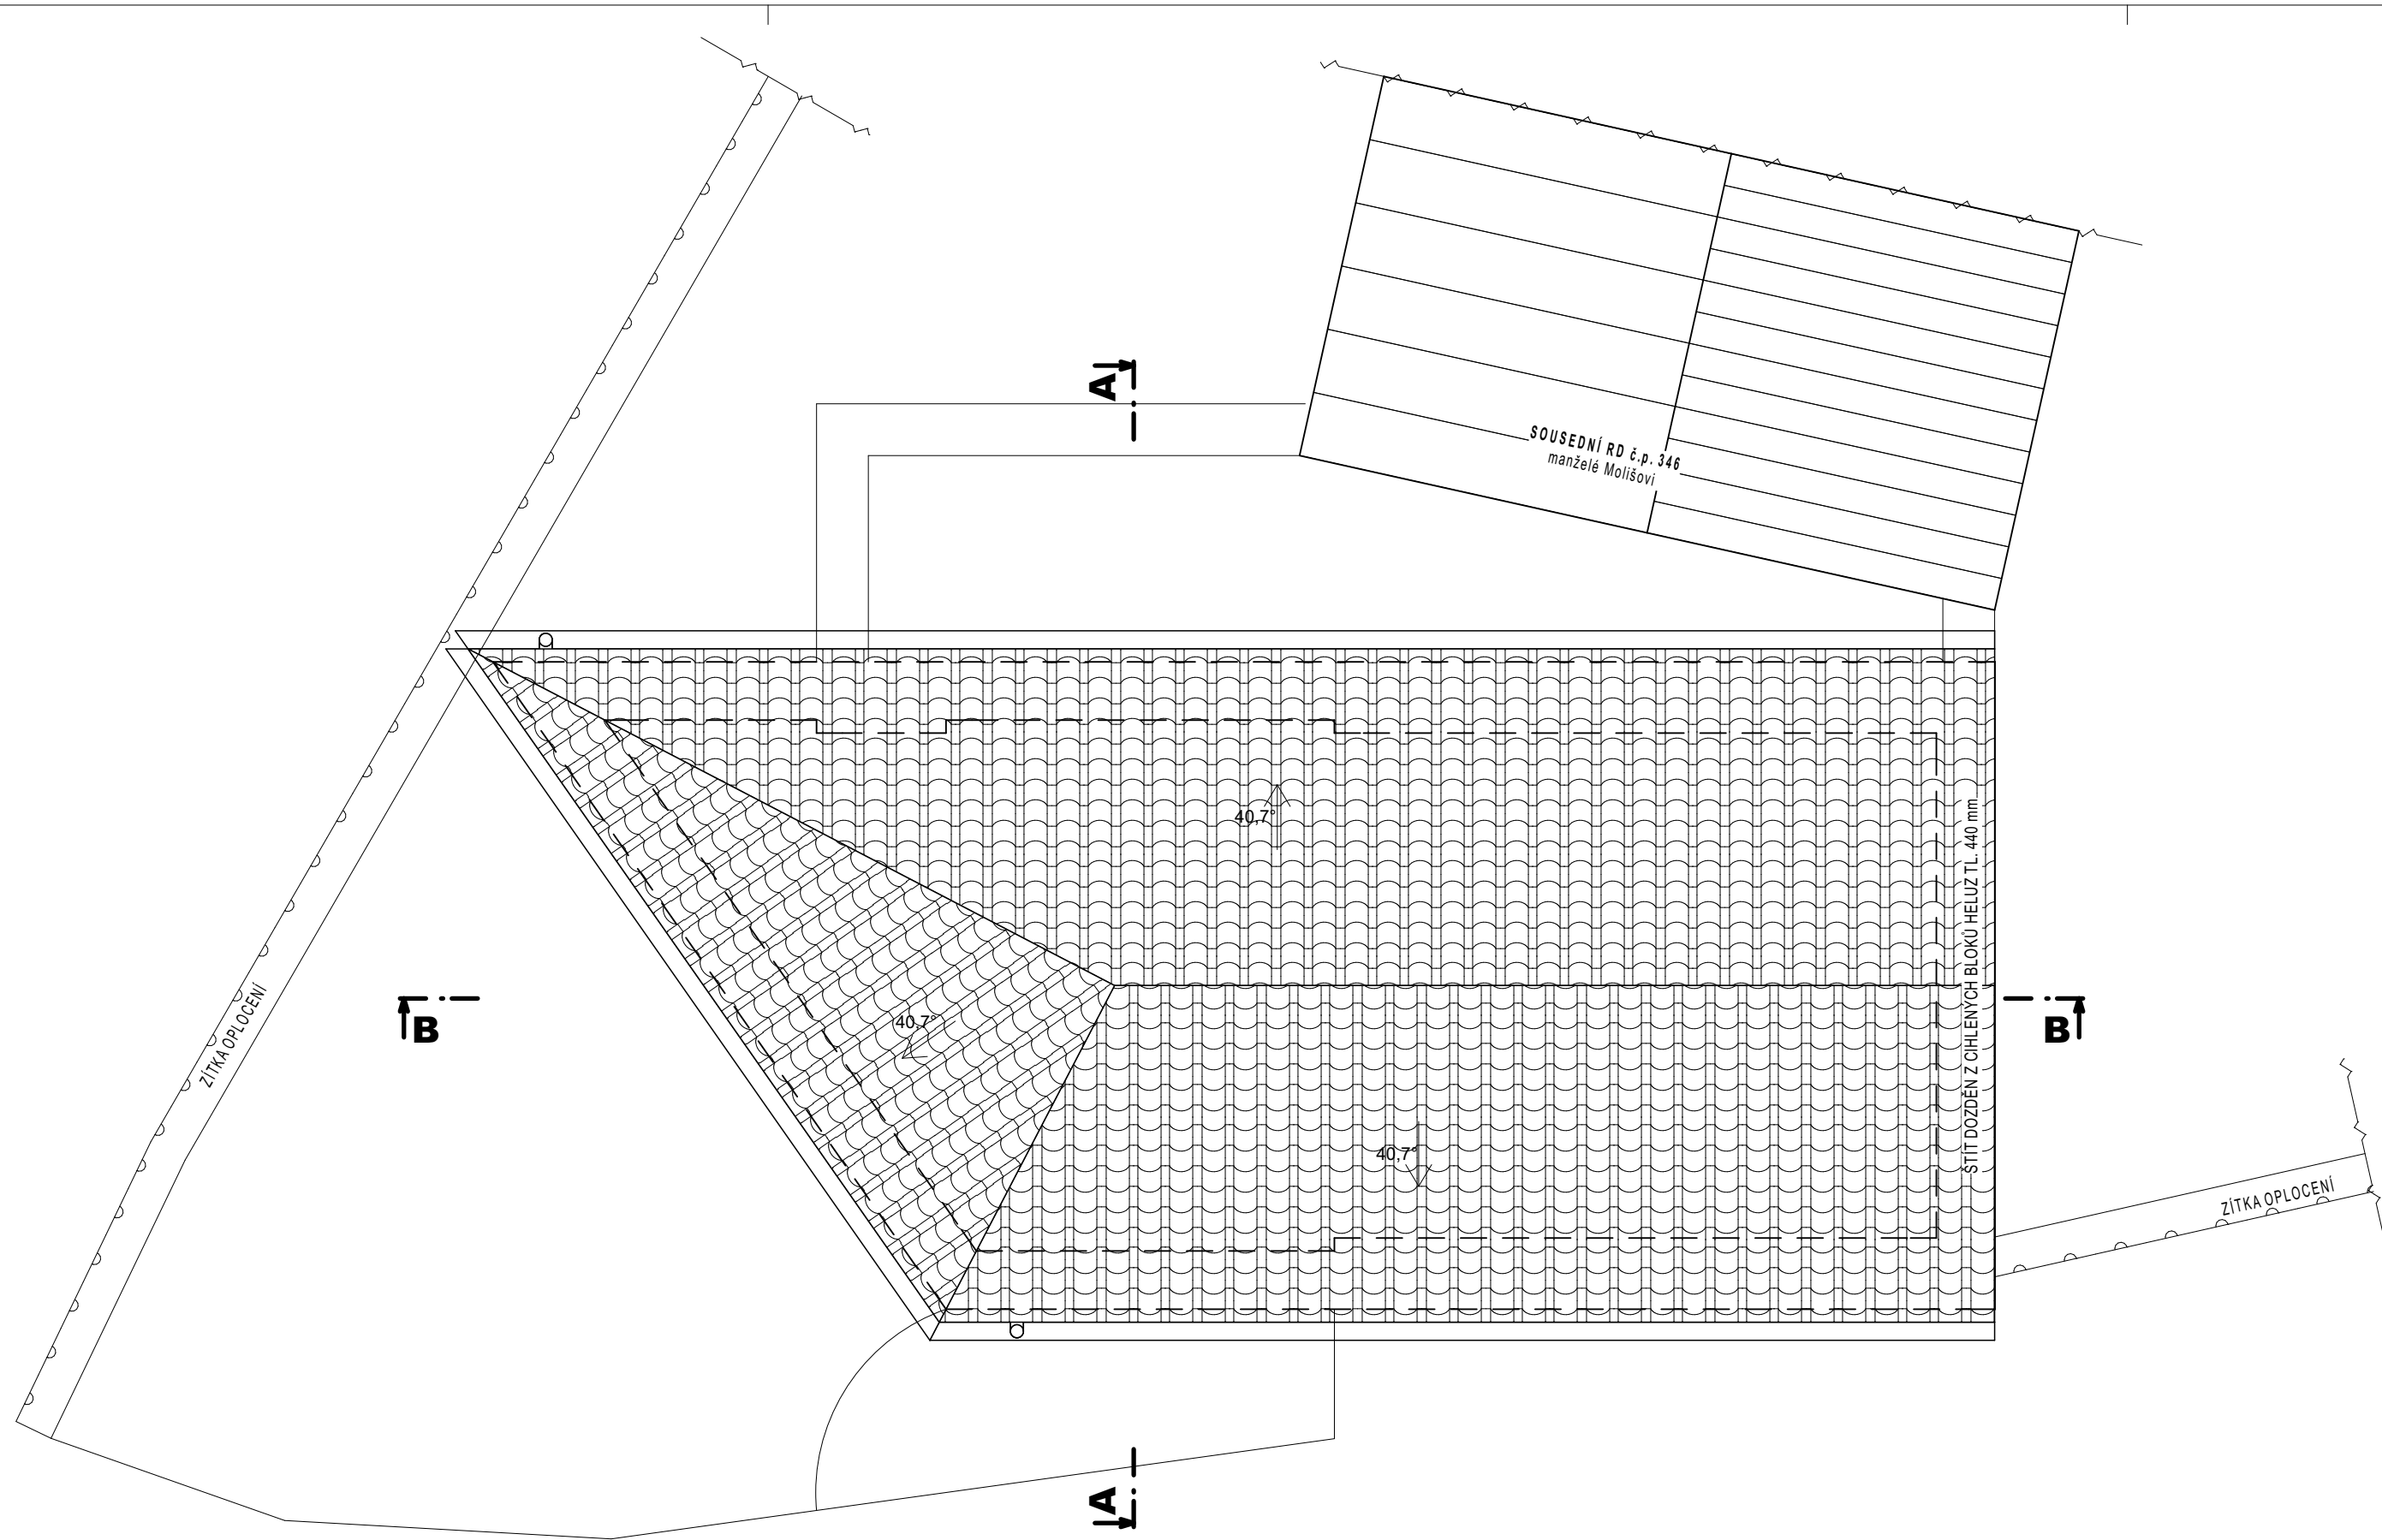 A
SOUSEDNÍ RD č.p. 346
manželé Molišovi
40,7°
ZÍTKA OPLOCENÍ
B
40,7°
B
ŠTÍT DOZDĚN Z CIHLENÝCH BLOKŮ HELUZ TL. 440 mm
40,7°
ZÍTKA OPLOCENÍ
A